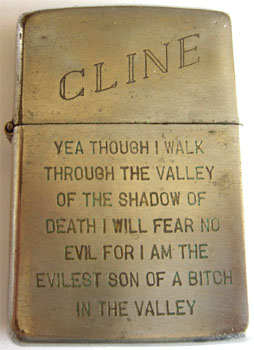 CLINE
YEA THOUGH I WALK
THROUGH THE VALLEY
OF THE SHADOW OF
DEATH I WILL FEAR NO
EVIL FOR I AM THE
EVILEST SON OF A BITCH
IN THE VALLEY